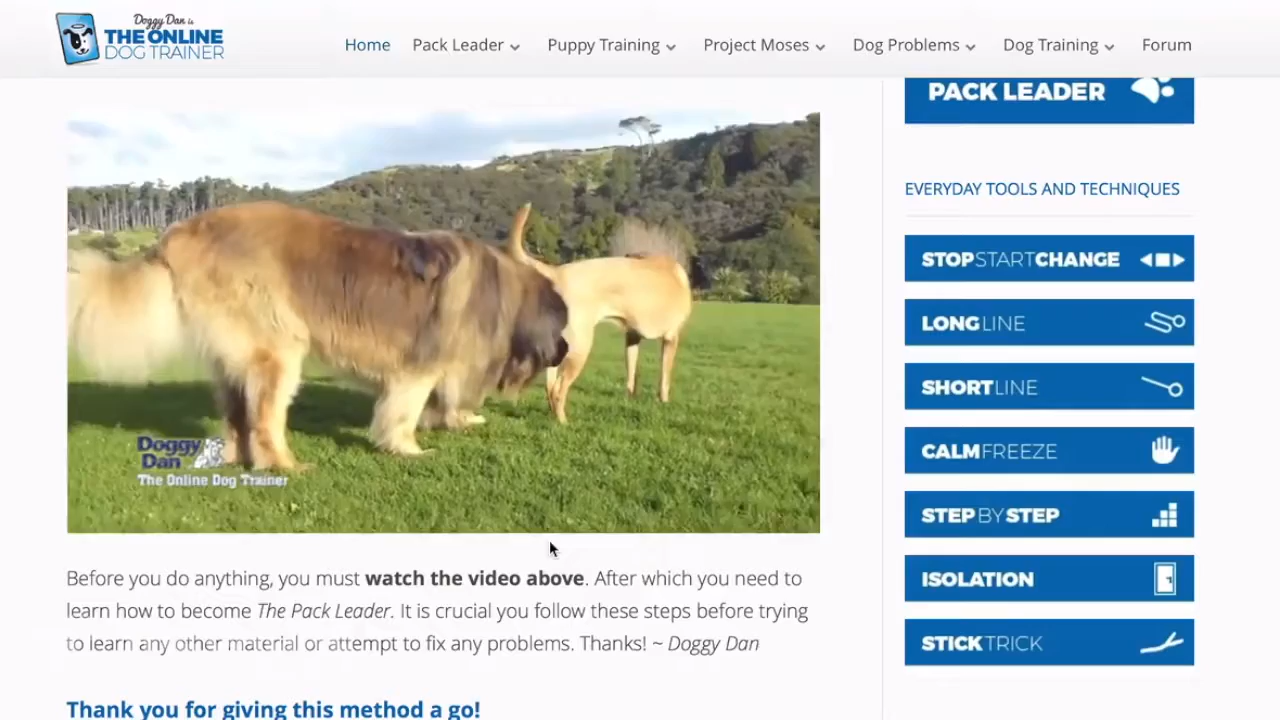 Doggy Dan is
THE ONLINE
DOG TRAINER
Home Pack Leader Puppy Training Project Moses Dog Problems Dog Training Forum
PACK LEADER
EVERYDAY TOOLS AND TECHNIQUES
STOPSTARTCHANGE
LONGLINE
SHORTLINE
CALMFREEZE
STEPBYSTEP
ISOLATION
STICKTRICK
Doggy
Dan
The Online Dog Trainer
Before you do anything, you must watch the video above. After which you need to
learn how to become The Pack Leader. It is crucial you follow these steps before trying
to learn any other material or attempt to fix any problems. Thanks! ~ Doggy Dan
Thank you for giving this method a go!